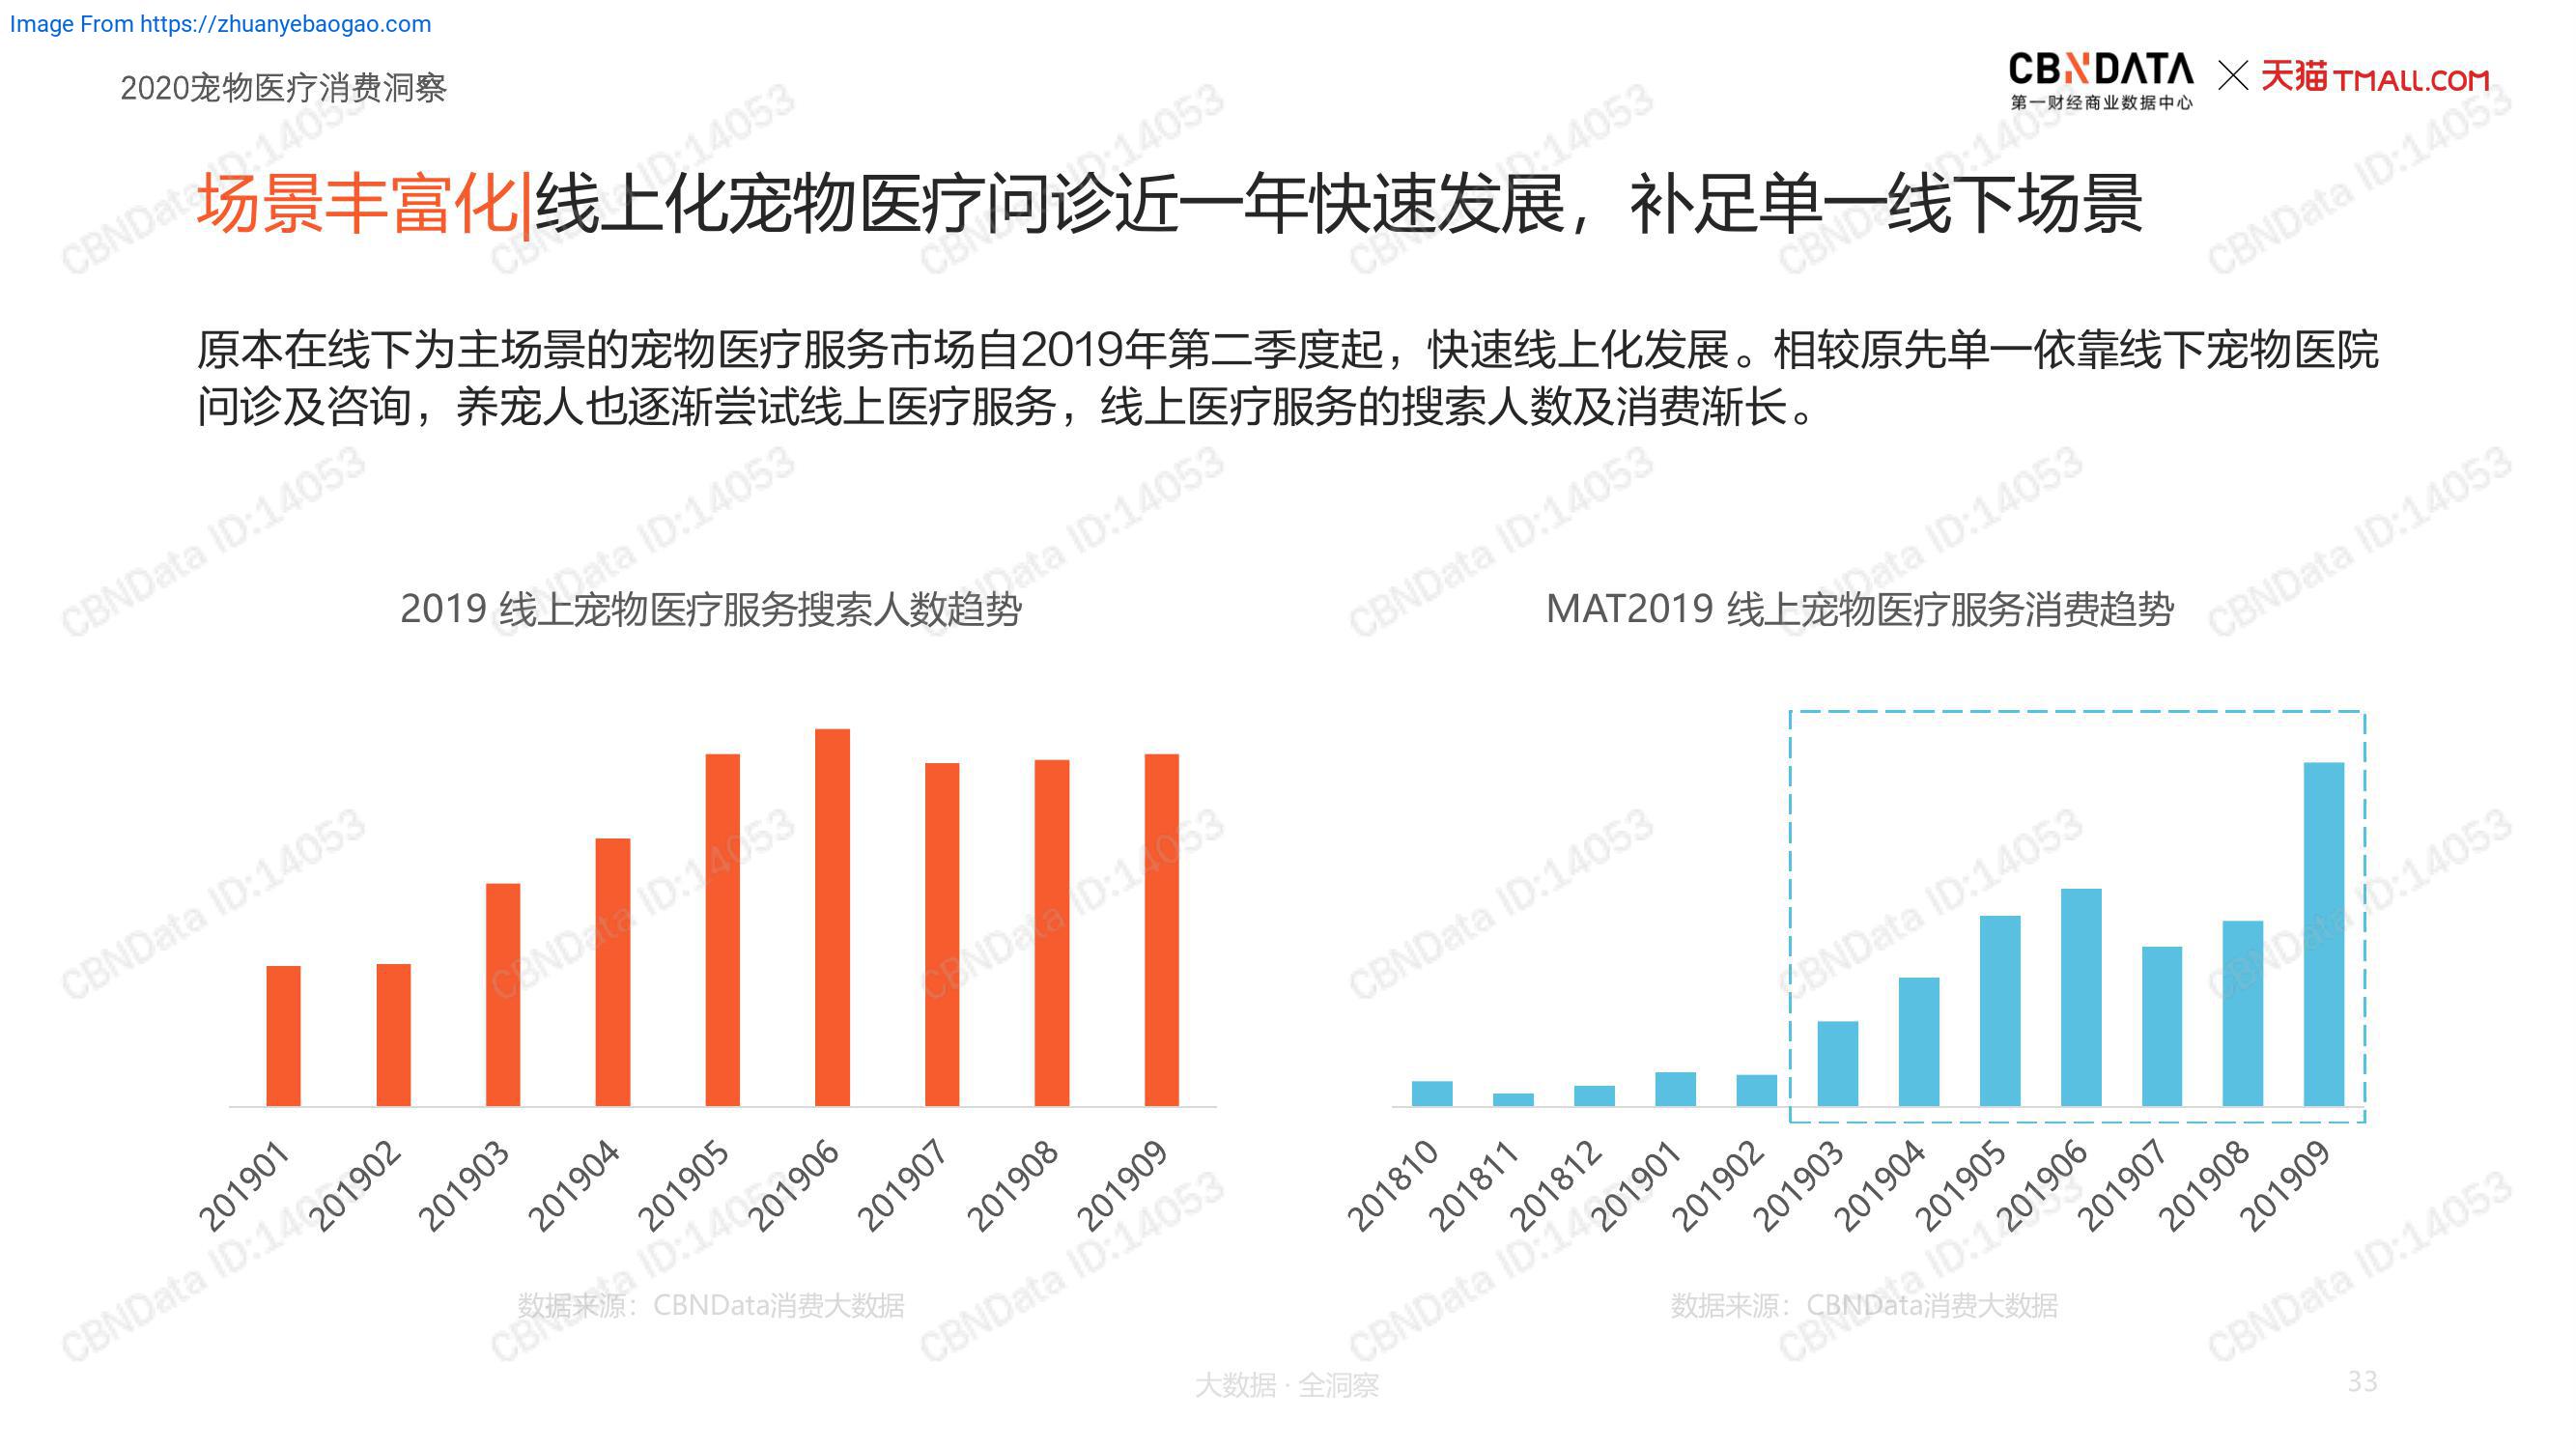 Image From https://zhuanyebaogao.com
2020宠物医疗消费洞察
CBNDATA
第一财经商业数据中心
天猫 TMALL.COM
场景丰富化|线上化宠物医疗问诊近一年快速发展，补足单一线下场景
原本在线下为主场景的宠物医疗服务市场自2019年第二季度起，快速线上化发展。相较原先单一依靠线下宠物医院
问诊及咨询，养宠人也逐渐尝试线上医疗服务，线上医疗服务的搜索人数及消费渐长。
2019 线上宠物医疗服务搜索人数趋势
201901
201902
201903
201904
201905
201906
201907
201908
201909
数据来源：CBNData消费大数据
MAT2019 线上宠物医疗服务消费趋势
201810
201811
201812
201901
201902
201903
201904
201905
201906
201907
201908
201909
数据来源：CBNData消费大数据
大数据 · 全洞察
33
CBNData ID:14053